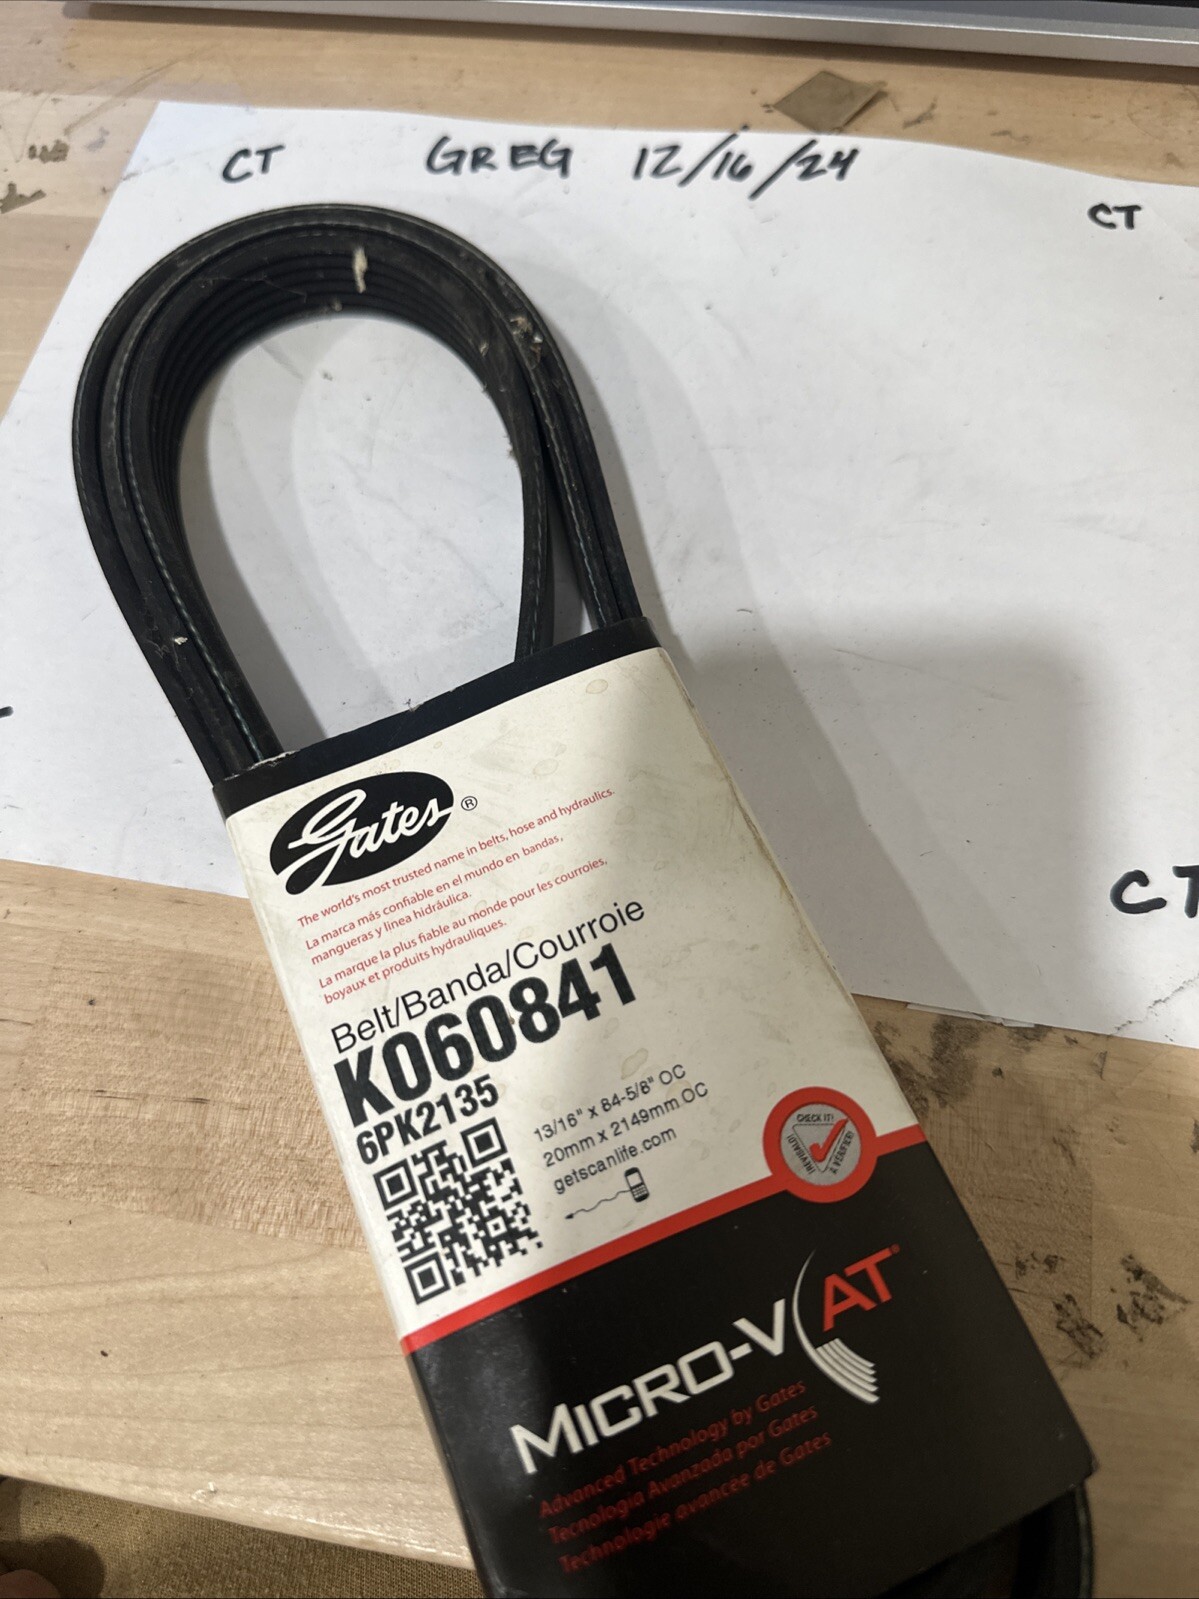 CT GREG 12/16/24
CT
CT
Gates®
The world's most trusted name in belts, hose and hydraulics.
La marca más confiable en el mundo en bandas,
mangueras y línea hidráulica.
La marque la plus fiable au monde pour les courroies,
boyaux et produits hydrauliques.
Belt/Banda/Courroie
K060841
6PK2135
13/16" x 84-5/8" OC
20mm x 2149mm OC
getscanlife.com
CHECK IT!
¡REVÍSALO!
À VÉRIFIER!
MICRO-V AT®
Advanced Technology by Gates
Tecnología Avanzada por Gates
Technologie avancée de Gates